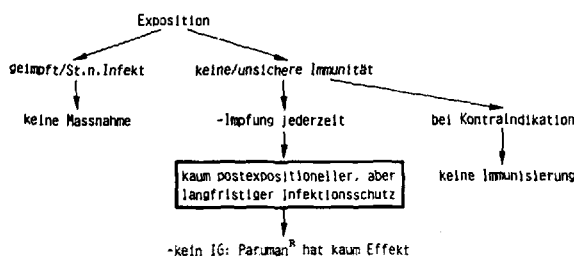 Exposition
geimpft/St.n.Infekt
keine/unsichere Immunität
keine Massnahme
-Impfung jederzeit
bei Kontraindikation
kaum postexpositioneller, aber
langfristiger Infektionsschutz
keine Immunisierung
-kein IG: Paruman^R hat kaum Effekt